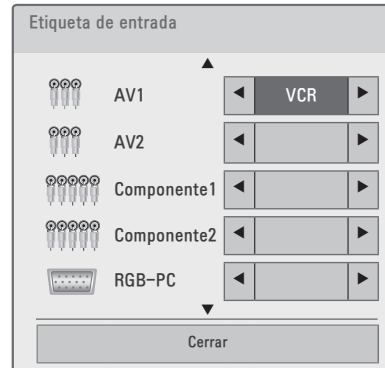 Etiqueta de entrada
AV1 VCR
AV2
Componente1
Componente2
RGB-PC
Cerrar